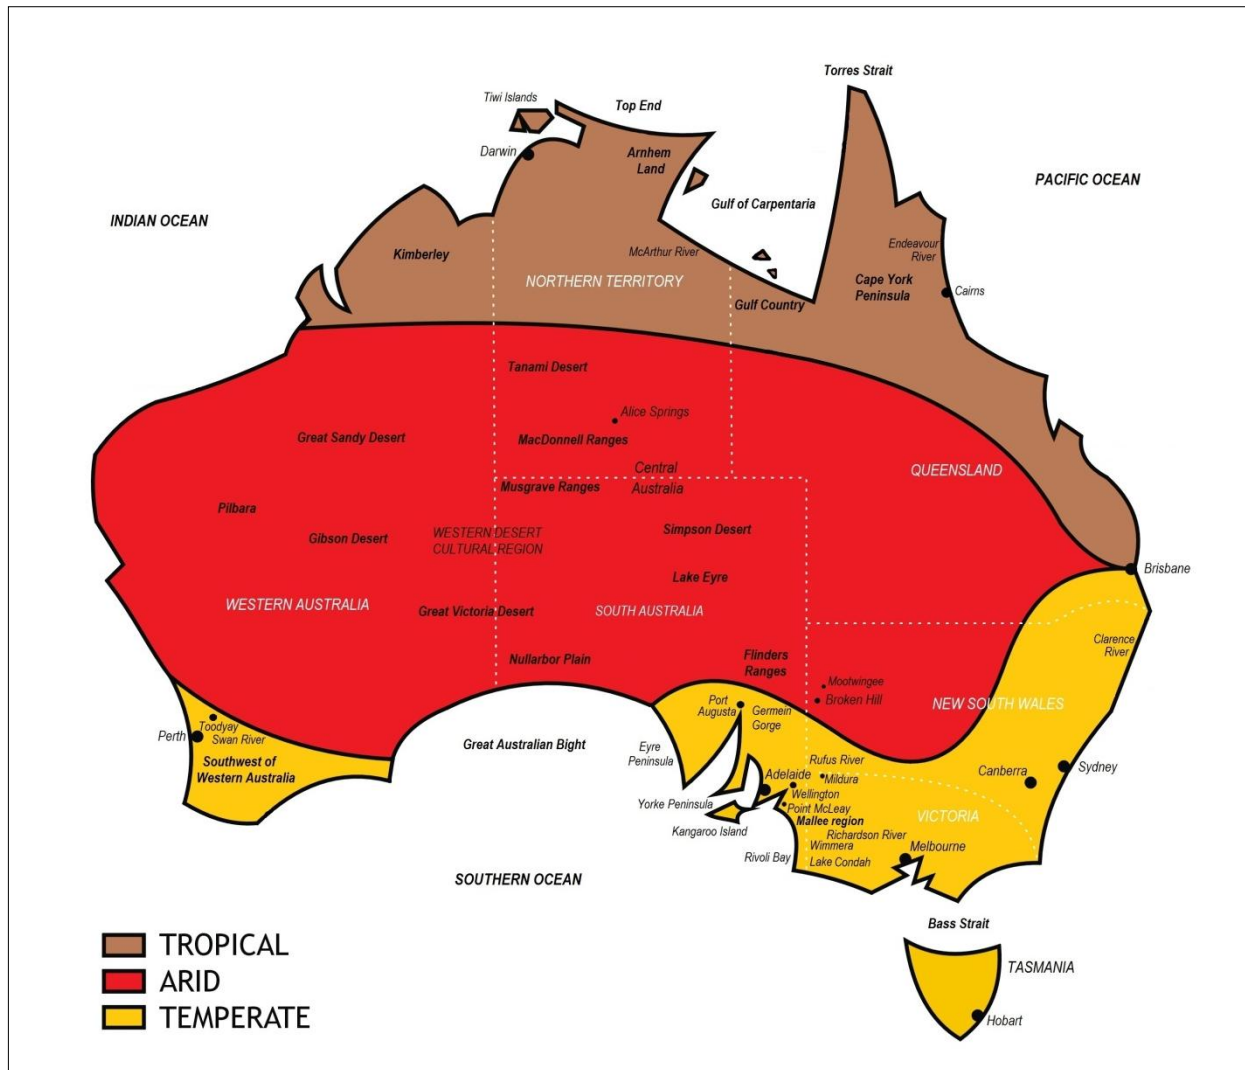 Torres Strait
Tiwi Islands
Top End
Darwin
Arnhem
Land
PACIFIC OCEAN
INDIAN OCEAN
Gulf of Carpentaria
Kimberley
McArthur River
Endeavour
River
NORTHERN TERRITORY
Cape York
Peninsula
Cairns
Gulf Country
Tanami Desert
Alice Springs
Great Sandy Desert
MacDonnell Ranges
Central
Australia
QUEENSLAND
Musgrave Ranges
Pilbara
Gibson Desert
WESTERN DESERT
CULTURAL REGION
Simpson Desert
Lake Eyre
Brisbane
WESTERN AUSTRALIA
Great Victoria Desert
SOUTH AUSTRALIA
Clarence
River
Nullarbor Plain
Flinders
Ranges
Mootwingee
Broken Hill
NEW SOUTH WALES
Port
Augusta
Germein
Gorge
Toodyay
Perth
Swan River
Southwest of
Western Australia
Great Australian Bight
Eyre
Peninsula
Rufus River
Mildura
Adelaide
Wellington
Canberra
Sydney
Yorke Peninsula
Point McLeay
Mallee region
VICTORIA
Kangaroo Island
Richardson River
Wimmera
Melbourne
Rivoli Bay
Lake Condah
SOUTHERN OCEAN
Bass Strait
TASMANIA
Hobart
TROPICAL
ARID
TEMPERATE